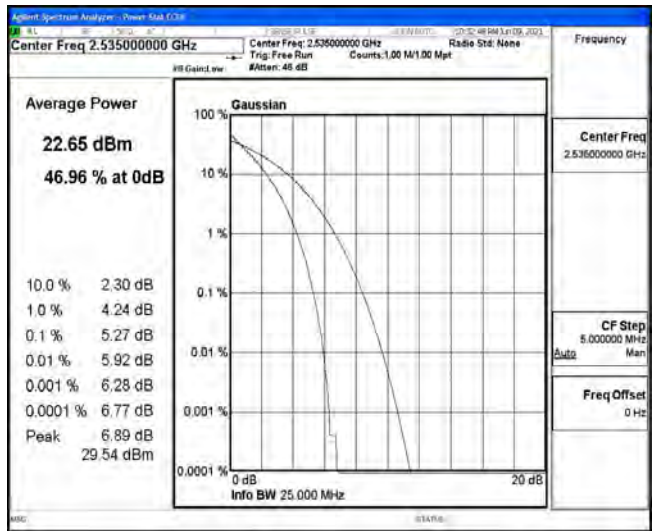 Agilent Spectrum Analyzer - Power Stat CCDF
Center Freq 2.535000000 GHz
Center Freq: 2.535000000 GHz
Radio Std: None
Trig: Free Run
Counts:1.00 M/1.00 Mpt
#IFGain:Low
#Atten: 46 dB
Frequency
Average Power
22.65 dBm
46.96 % at 0dB
10.0 % 2.30 dB
1.0 % 4.24 dB
0.1 % 5.27 dB
0.01 % 5.92 dB
0.001 % 6.28 dB
0.0001 % 6.77 dB
Peak 6.89 dB
29.54 dBm
Gaussian
100 %
10 %
1 %
0.1 %
0.01 %
0.001 %
0.0001 %
0 dB
20 dB
Info BW 25.000 MHz
Center Freq
2.535000000 GHz
CF Step
5.000000 MHz
Auto Man
Freq Offset
0 Hz
MSG
STATUS